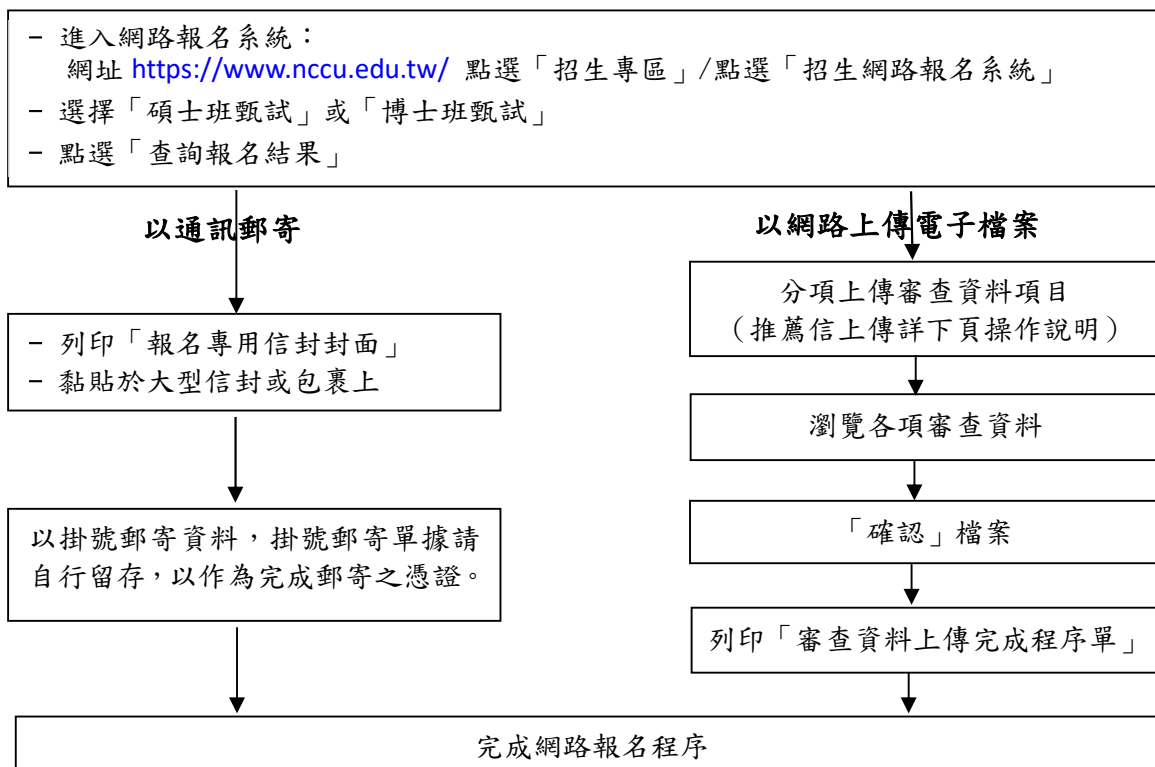 – 進入網路報名系統：
網址 https://www.nccu.edu.tw/ 點選「招生專區」/點選「招生網路報名系統」
– 選擇「碩士班甄試」或「博士班甄試」
– 點選「查詢報名結果」
以通訊郵寄
– 列印「報名專用信封封面」
– 黏貼於大型信封或包裹上
以掛號郵寄資料，掛號郵寄單據請
自行留存，以作為完成郵寄之憑證。
以網路上傳電子檔案
分項上傳審查資料項目
（推薦信上傳詳下頁操作說明）
瀏覽各項審查資料
「確認」檔案
列印「審查資料上傳完成程序單」
完成網路報名程序